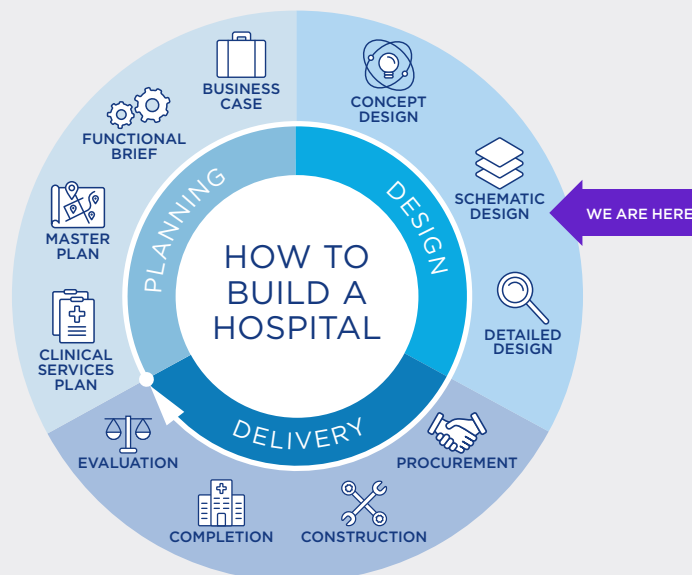 HOW TO
BUILD A
HOSPITAL
PLANNING
CLINICAL
SERVICES
PLAN
MASTER
PLAN
FUNCTIONAL
BRIEF
BUSINESS
CASE
DESIGN
CONCEPT
DESIGN
SCHEMATIC
DESIGN
WE ARE HERE
DETAILED
DESIGN
DELIVERY
PROCUREMENT
CONSTRUCTION
COMPLETION
EVALUATION